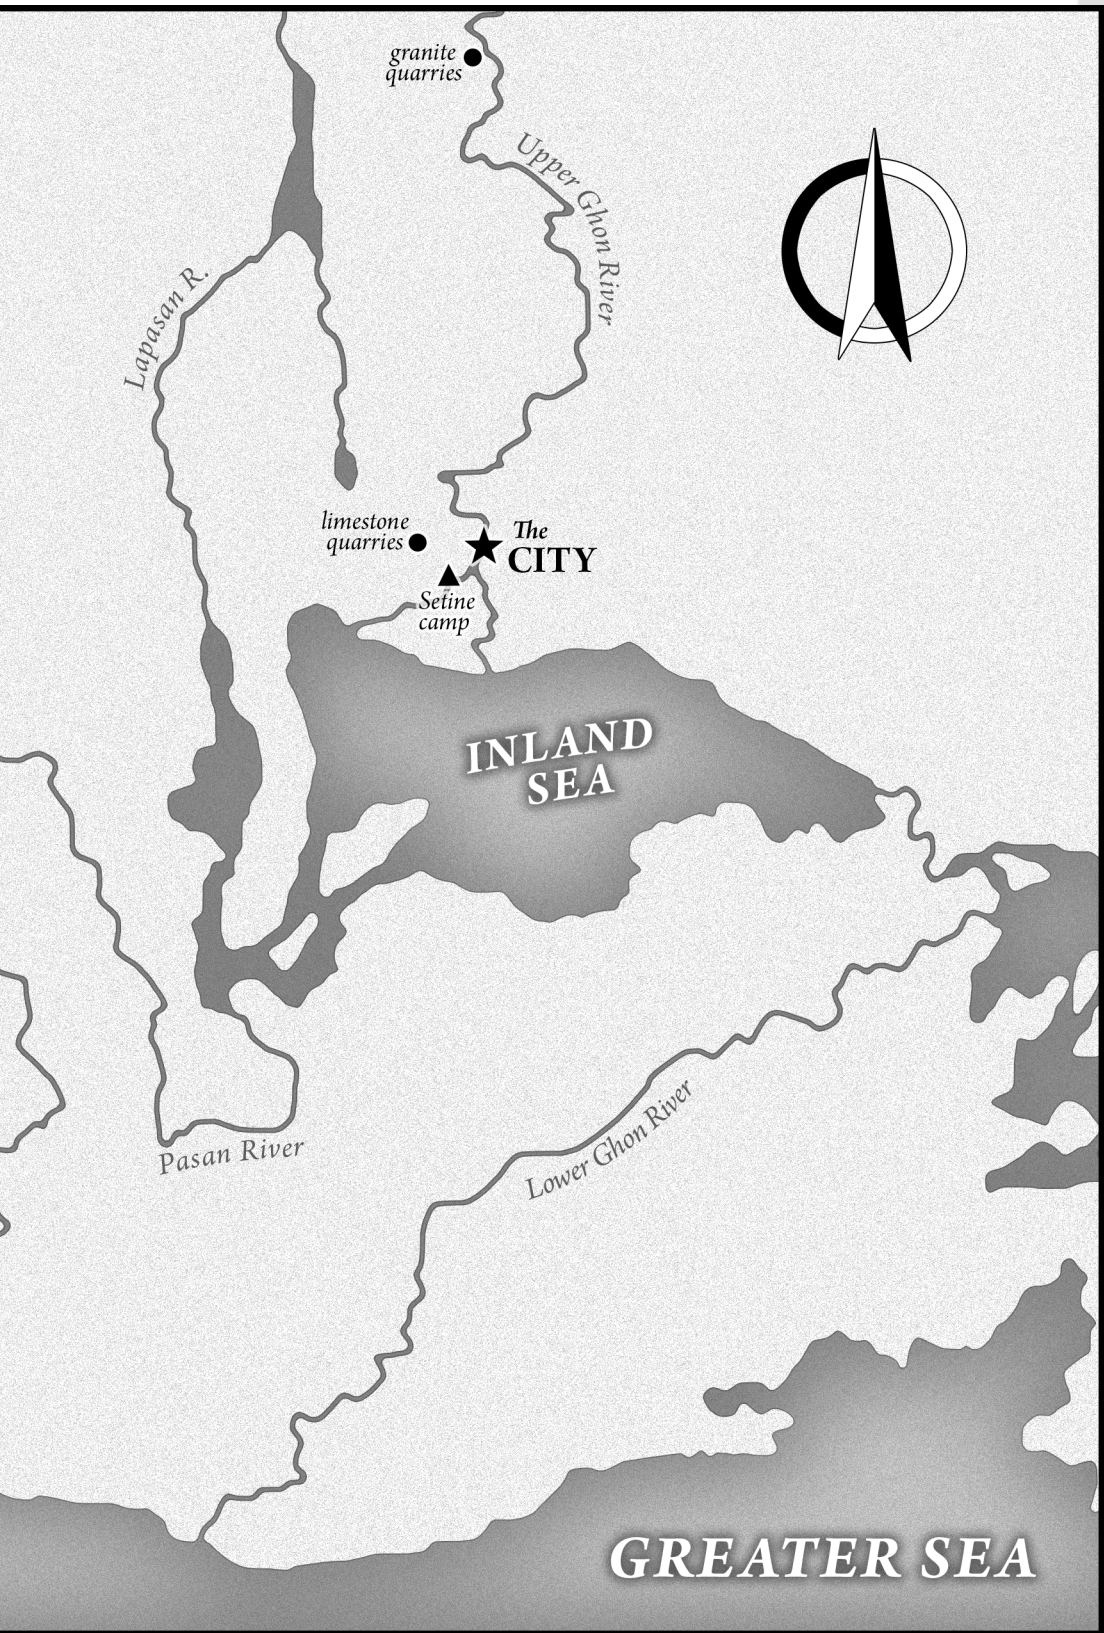 granite
quarries
Upper Ghon River
Lapasan R.
limestone
quarries
The
CITY
Setine
camp
INLAND
SEA
Pasan River
Lower Ghon River
GREATER SEA